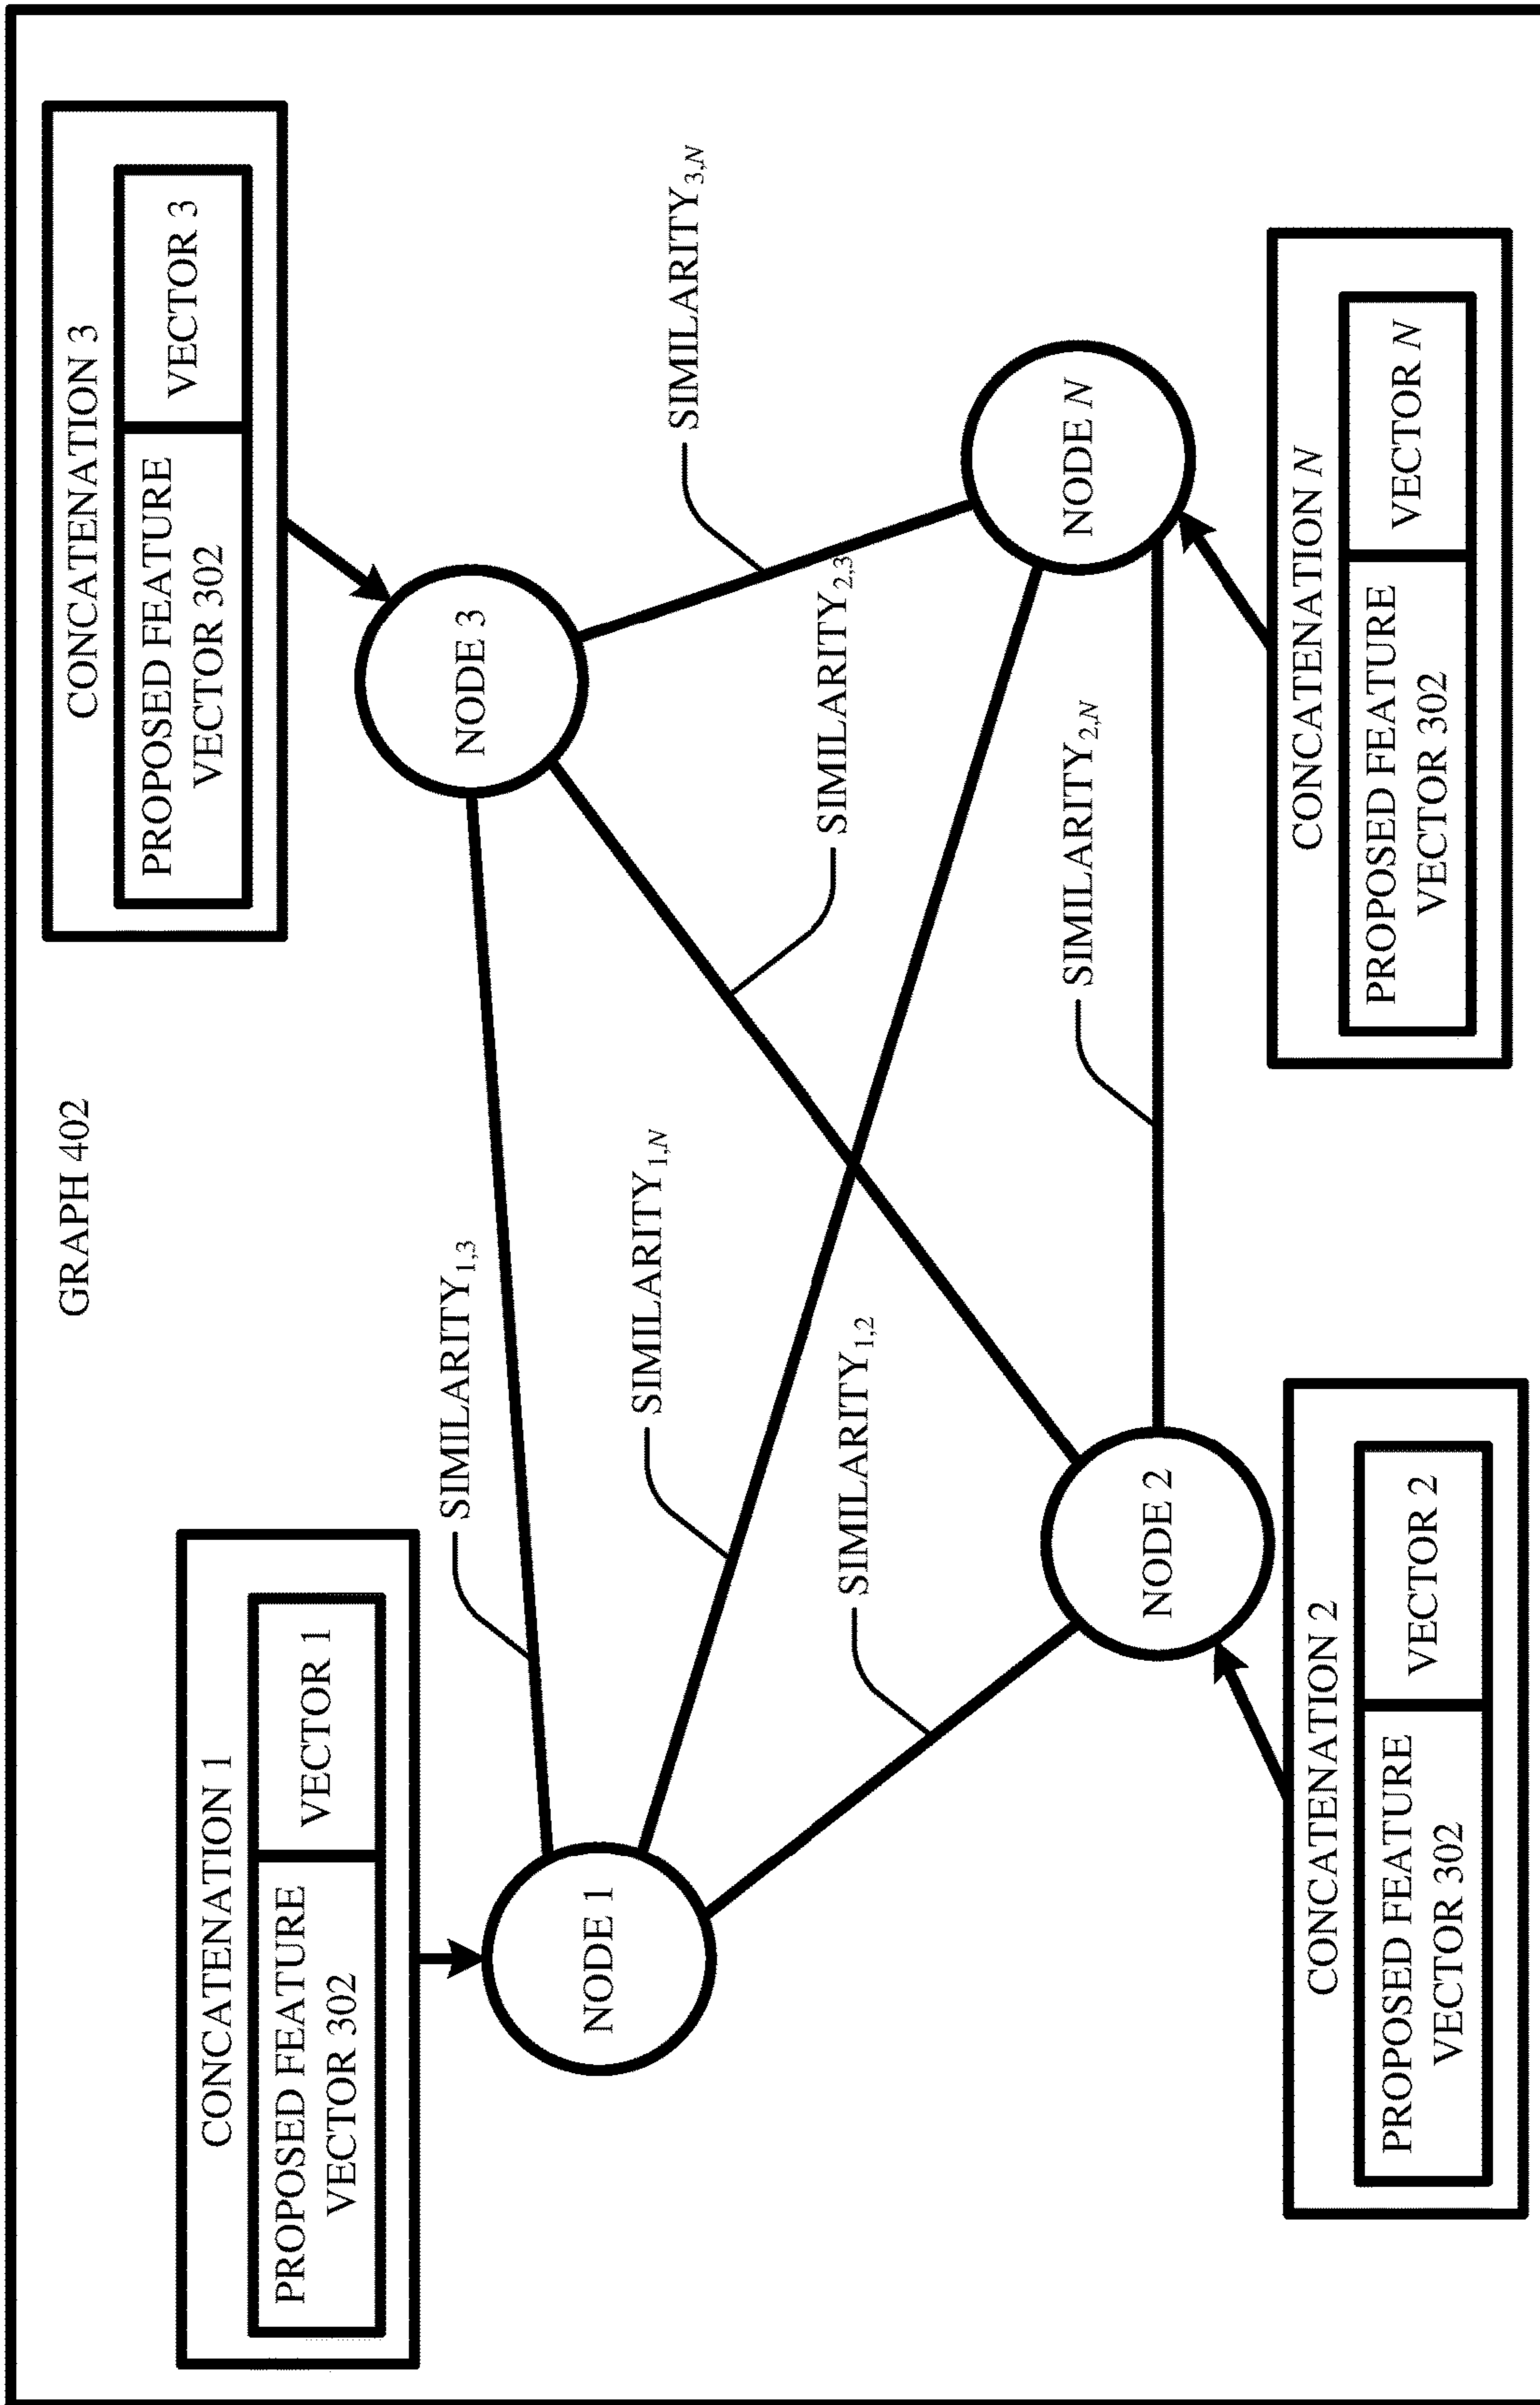 GRAPH 402
CONCATENATION 1
PROPOSED FEATURE
VECTOR 302
VECTOR 1
CONCATENATION 3
PROPOSED FEATURE
VECTOR 302
VECTOR 3
NODE 1
NODE 3
SIMILARITY1,3
SIMILARITY1,N
SIMILARITY3,N
SIMILARITY1,2
SIMILARITY2,3
SIMILARITY2,N
NODE 2
NODE N
CONCATENATION 2
PROPOSED FEATURE
VECTOR 302
VECTOR 2
CONCATENATION N
PROPOSED FEATURE
VECTOR 302
VECTOR N